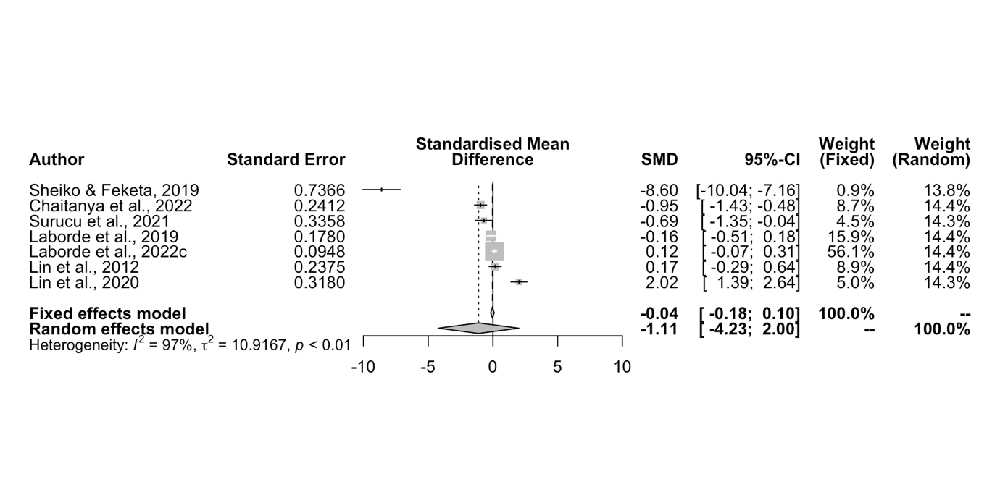 Standardised Mean Weight Weight
Author Standard Error Difference SMD 95%-CI (Fixed) (Random)
Sheiko & Feketa, 2019 0.7366 -8.60 [-10.04; -7.16] 0.9% 13.8%
Chaitanya et al., 2022 0.2412 -0.95 [ -1.43; -0.48] 8.7% 14.4%
Surucu et al., 2021 0.3358 -0.69 [ -1.35; -0.04] 4.5% 14.3%
Laborde et al., 2019 0.1780 -0.16 [ -0.51; 0.18] 15.9% 14.4%
Laborde et al., 2022c 0.0948 0.12 [ -0.07; 0.31] 56.1% 14.4%
Lin et al., 2012 0.2375 0.17 [ -0.29; 0.64] 8.9% 14.4%
Lin et al., 2020 0.3180 2.02 [ 1.39; 2.64] 5.0% 14.3%
Fixed effects model -0.04 [ -0.18; 0.10] 100.0% --
Random effects model -1.11 [ -4.23; 2.00] -- 100.0%
Heterogeneity: I² = 97%, τ² = 10.9167, p < 0.01
-10 -5 0 5 10